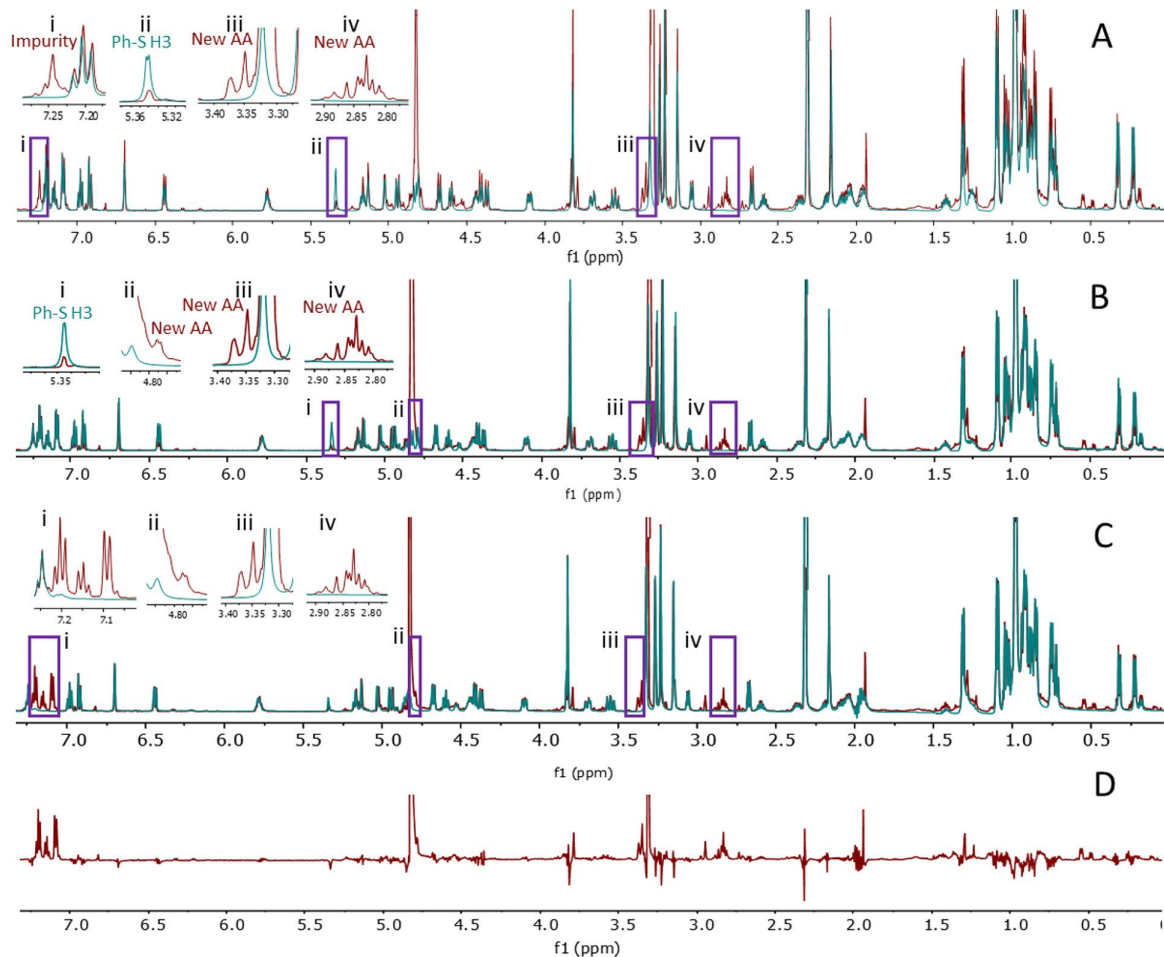 i ii iii iv A
Impurity Ph-S H3 New AA New AA
7.25 7.20 5.36 5.32 3.40 3.35 3.30 2.90 2.85 2.80
i ii iii iv
7.0 6.5 6.0 5.5 5.0 4.5 4.0 3.5 3.0 2.5 2.0 1.5 1.0 0.5
f1 (ppm)
i ii iii iv B
Ph-S H3 New AA New AA New AA
5.35 4.80 3.40 3.35 3.30 2.90 2.85 2.80
i ii iii iv
7.0 6.5 6.0 5.5 5.0 4.5 4.0 3.5 3.0 2.5 2.0 1.5 1.0 0.5
f1 (ppm)
i ii iii iv C
7.2 7.1 4.80 3.40 3.35 3.30 2.90 2.85 2.80
i ii iii iv
7.0 6.5 6.0 5.5 5.0 4.5 4.0 3.5 3.0 2.5 2.0 1.5 1.0 0.5
f1 (ppm)
D
7.0 6.5 6.0 5.5 5.0 4.5 4.0 3.5 3.0 2.5 2.0 1.5 1.0 0.5
f1 (ppm)